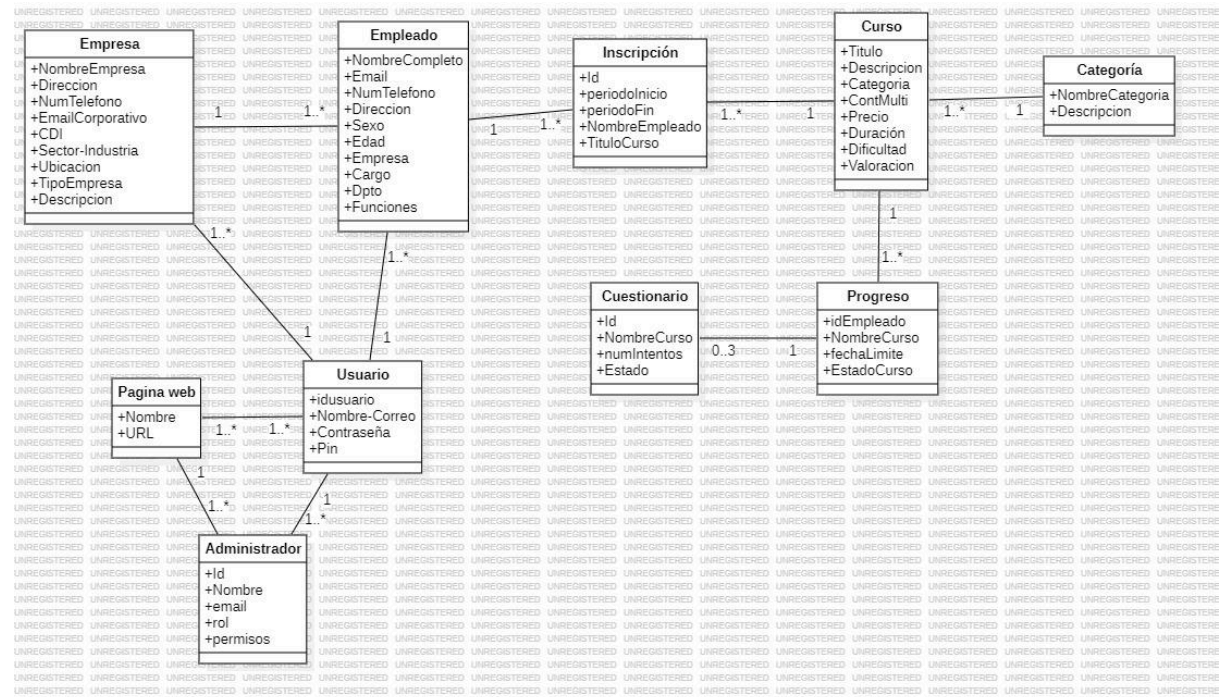 Empresa
+NombreEmpresa
+Direccion
+NumTelefono
+EmailCorporativo
+CDI
+Sector-Industria
+Ubicacion
+TipoEmpresa
+Descripcion
1
1..*
Empleado
+NombreCompleto
+Email
+NumTelefono
+Direccion
+Sexo
+Edad
+Empresa
+Cargo
+Dpto
+Funciones
1
1..*
Inscripción
+Id
+periodoInicio
+periodoFin
+NombreEmpleado
+TituloCurso
1..*
1
Curso
+Titulo
+Descripcion
+Categoria
+ContMulti
+Precio
+Duración
+Dificultad
+Valoracion
1..*
1
Categoría
+NombreCategoria
+Descripcion
1
1..*
Cuestionario
+Id
+NombreCurso
+numIntentos
+Estado
0..3
1
Progreso
+idEmpleado
+NombreCurso
+fechaLimite
+EstadoCurso
1..*
1
1..*
1
Usuario
+idusuario
+Nombre-Correo
+Contraseña
+Pin
Pagina web
+Nombre
+URL
1..*
1..*
1
1..*
1
1..*
Administrador
+Id
+Nombre
+email
+rol
+permisos
UNREGISTERED